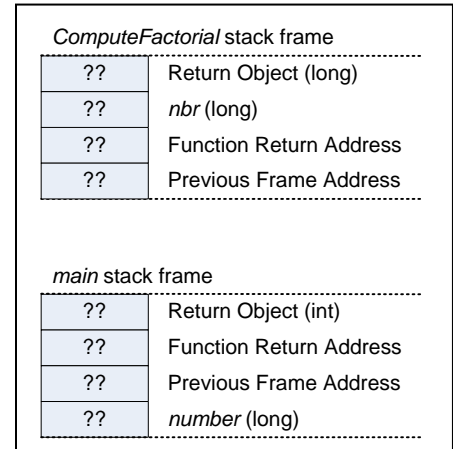 ComputeFactorial stack frame
?? Return Object (long)
?? nbr (long)
?? Function Return Address
?? Previous Frame Address
main stack frame
?? Return Object (int)
?? Function Return Address
?? Previous Frame Address
?? number (long)